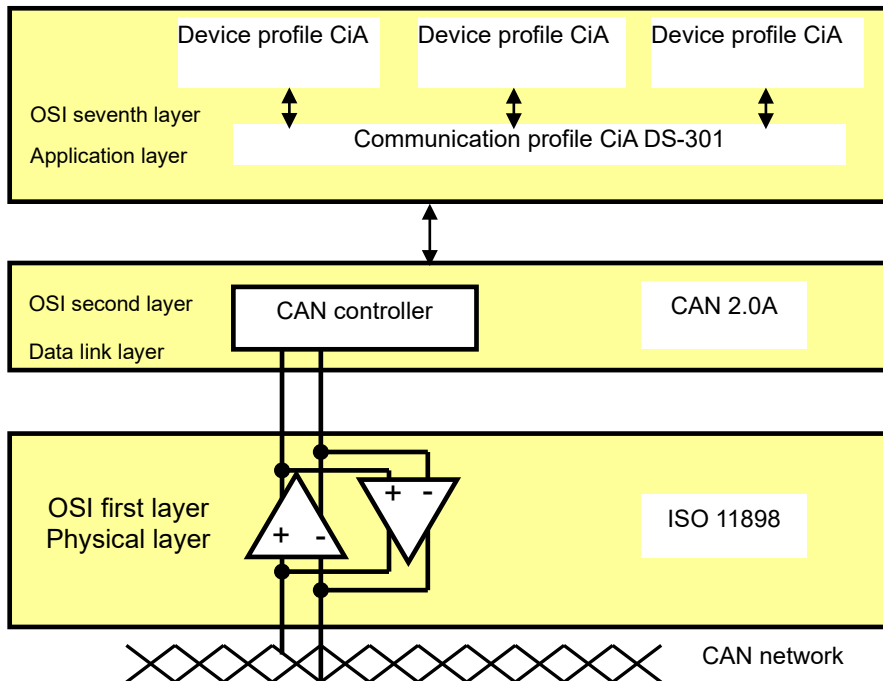 Device profile CiA
Device profile CiA
Device profile CiA
OSI seventh layer
Application layer
Communication profile CiA DS-301
OSI second layer
Data link layer
CAN controller
CAN 2.0A
OSI first layer
Physical layer
+ -
+ -
ISO 11898
CAN network